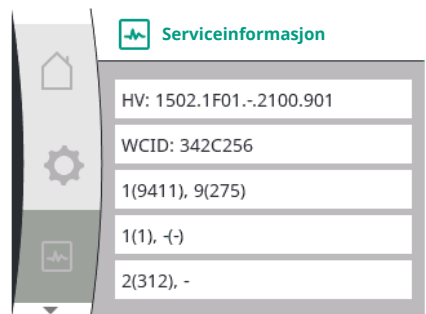 Serviceinformasjon
HV: 1502.1F01.-.2100.901
WCID: 342C256
1(9411), 9(275)
1(1), -(-)
2(312), -